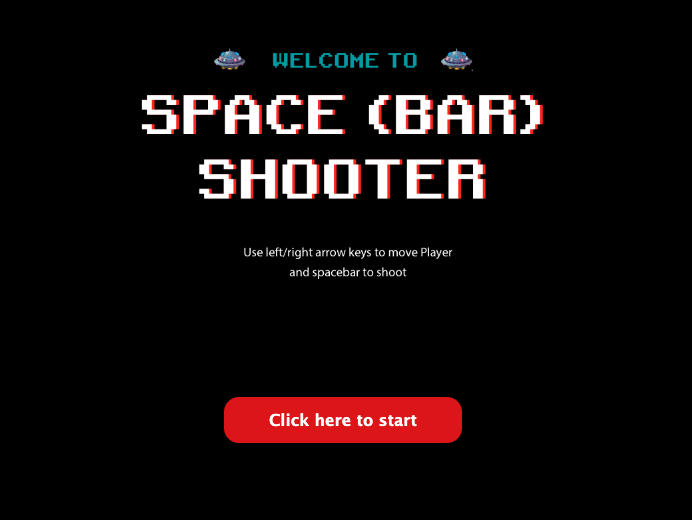 WELCOME TO
SPACE (BAR)
SHOOTER
Use left/right arrow keys to move Player
and spacebar to shoot
Click here to start